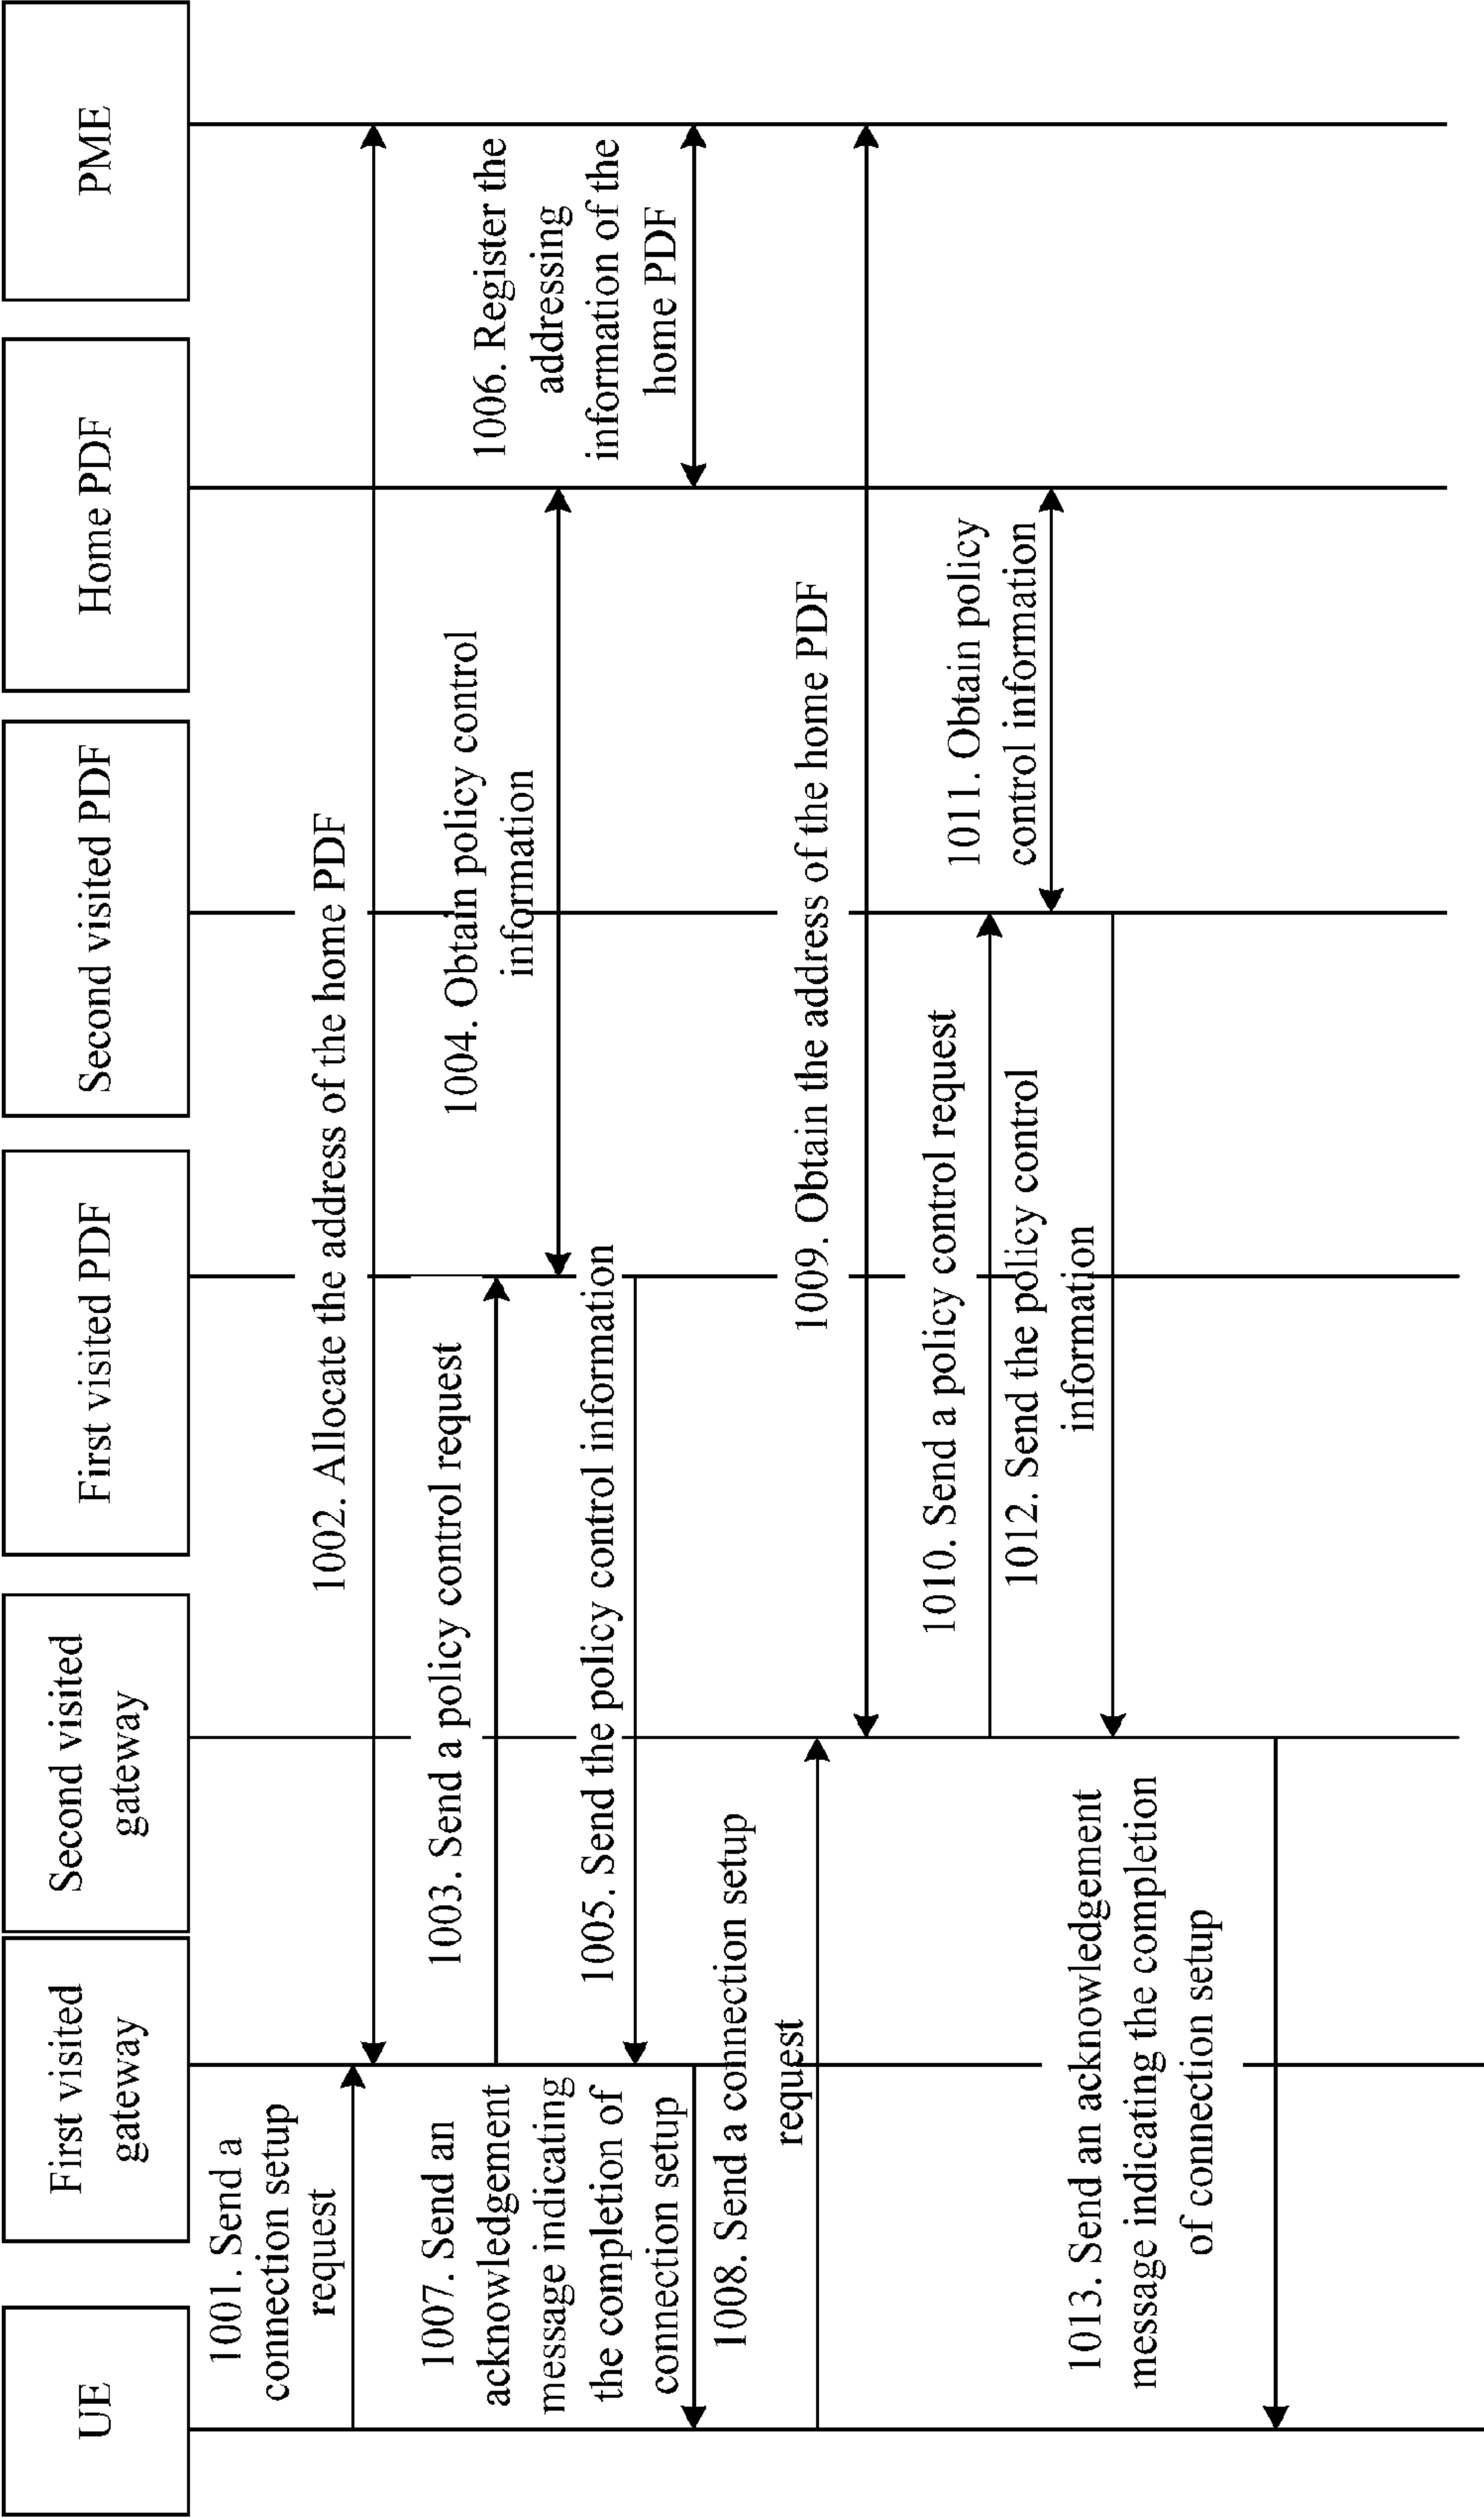 UE
First visited
gateway
Second visited
gateway
First visited PDF
Second visited PDF
Home PDF
PME
1001. Send a
connection setup
request
1002. Allocate the address of the home PDF
1003. Send a policy control request
1004. Obtain policy control
information
1005. Send the policy control information
1006. Register the
addressing
information of the
home PDF
1007. Send an
acknowledgement
message indicating
the completion of
connection setup
1008. Send a connection setup
request
1009. Obtain the address of the home PDF
1010. Send a policy control request
1011. Obtain policy
control information
1012. Send the policy control
information
1013. Send an acknowledgement
message indicating the completion
of connection setup